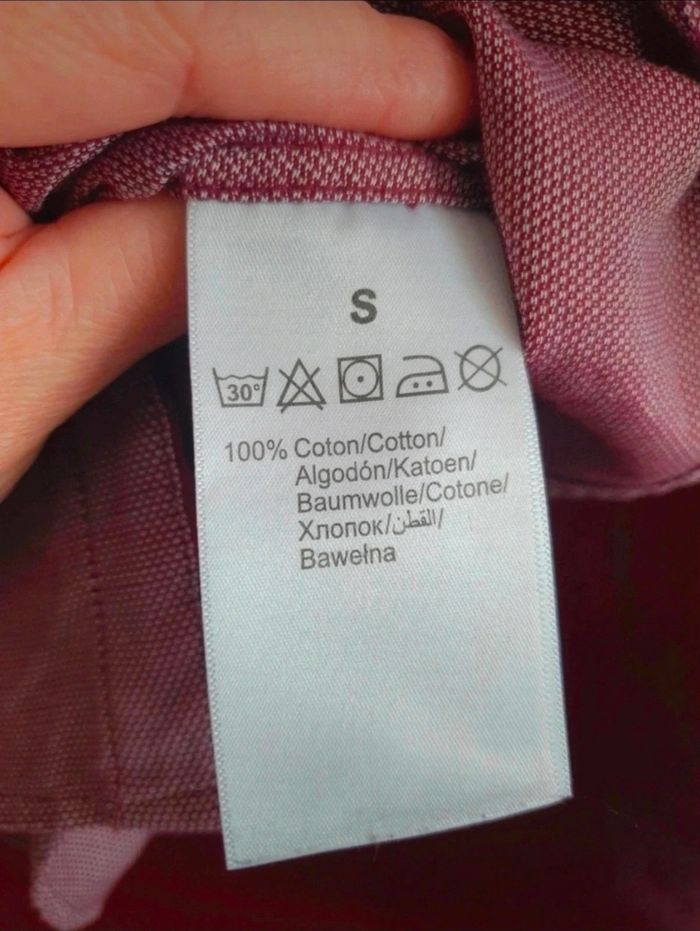 S
30°
100% Coton/Cotton/
Algodón/Katoen/
Baumwolle/Cotone/
Хлопок/القطن/
Bawełna